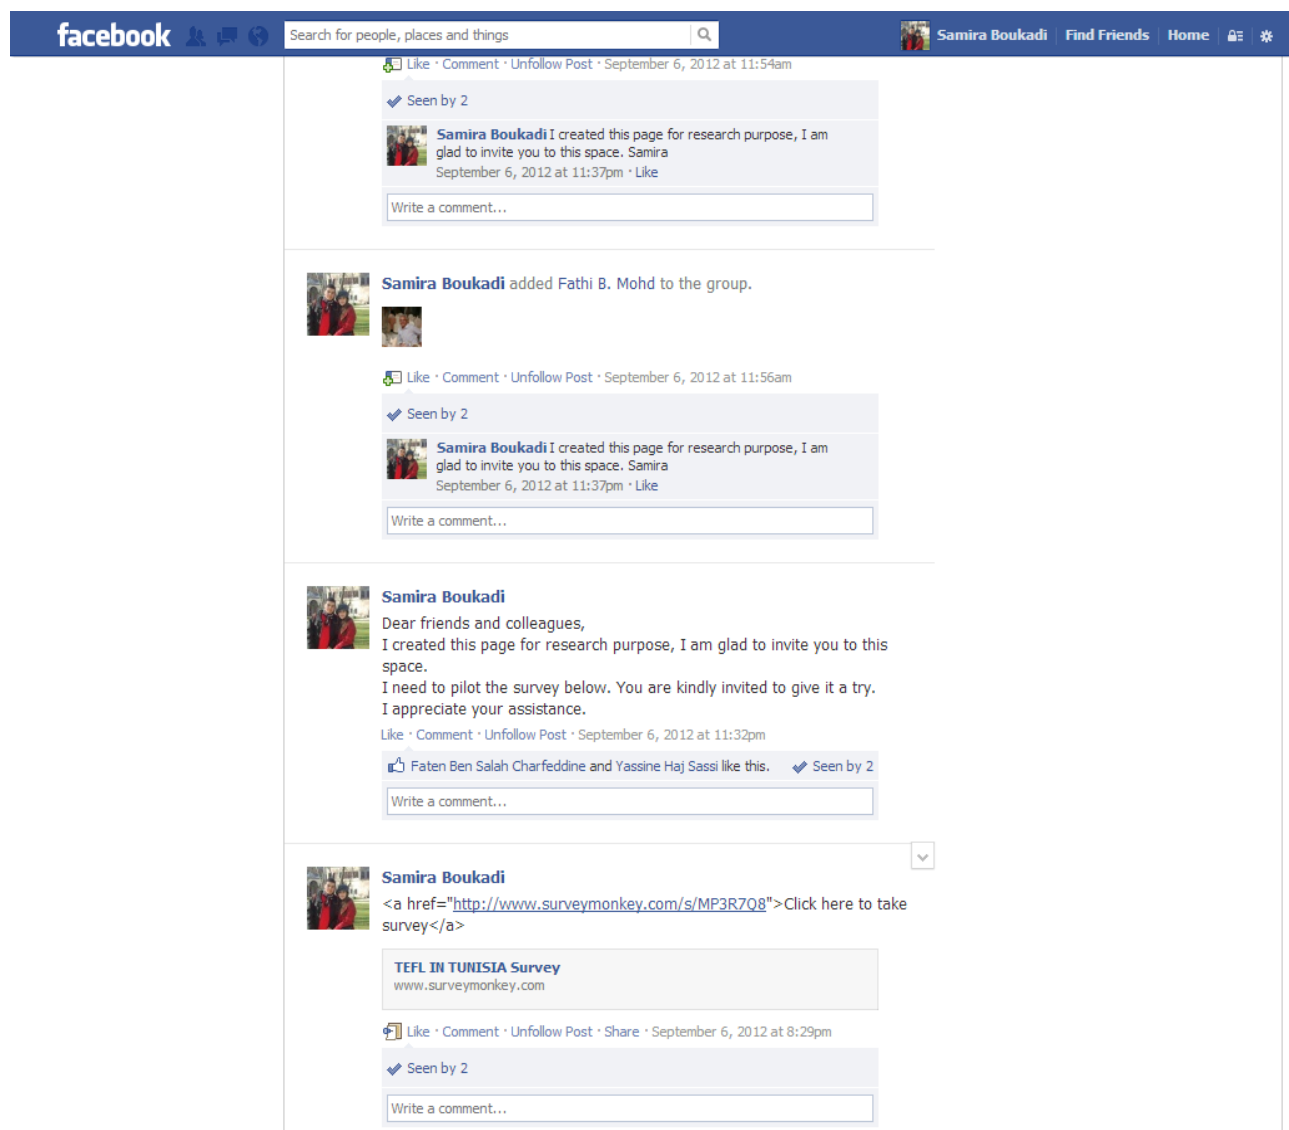 facebook
Search for people, places and things
Samira Boukadi
Find Friends
Home
Like · Comment · Unfollow Post · September 6, 2012 at 11:54am
Seen by 2
Samira Boukadi I created this page for research purpose, I am
glad to invite you to this space. Samira
September 6, 2012 at 11:37pm · Like
Write a comment...
Samira Boukadi added Fathi B. Mohd to the group.
Like · Comment · Unfollow Post · September 6, 2012 at 11:56am
Seen by 2
Samira Boukadi I created this page for research purpose, I am
glad to invite you to this space. Samira
September 6, 2012 at 11:37pm · Like
Write a comment...
Samira Boukadi
Dear friends and colleagues,
I created this page for research purpose, I am glad to invite you to this
space.
I need to pilot the survey below. You are kindly invited to give it a try.
I appreciate your assistance.
Like · Comment · Unfollow Post · September 6, 2012 at 11:32pm
Faten Ben Salah Charfeddine and Yassine Haj Sassi like this.
Seen by 2
Write a comment...
Samira Boukadi
<a href="http://www.surveymonkey.com/s/MP3R7Q8">Click here to take
survey</a>
TEFL IN TUNISIA Survey
www.surveymonkey.com
Like · Comment · Unfollow Post · Share · September 6, 2012 at 8:29pm
Seen by 2
Write a comment...